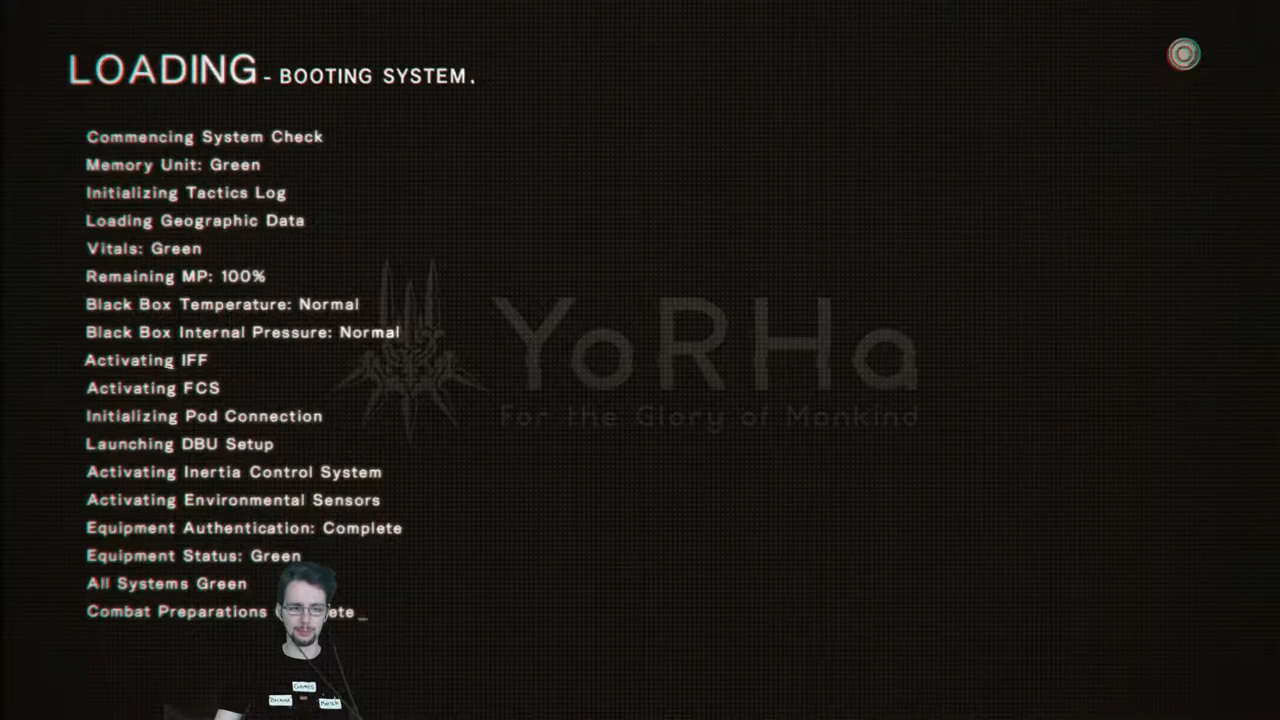 LOADING - BOOTING SYSTEM.
Commencing System Check
Memory Unit: Green
Initializing Tactics Log
Loading Geographic Data
Vitals: Green
Remaining MP: 100%
Black Box Temperature: Normal
Black Box Internal Pressure: Normal
Activating IFF
Activating FCS
Initializing Pod Connection
Launching DBU Setup
Activating Inertia Control System
Activating Environmental Sensors
Equipment Authentication: Complete
Equipment Status: Green
All Systems Green
Combat Preparations ete_
YoRHa
For the Glory of Mankind
Games